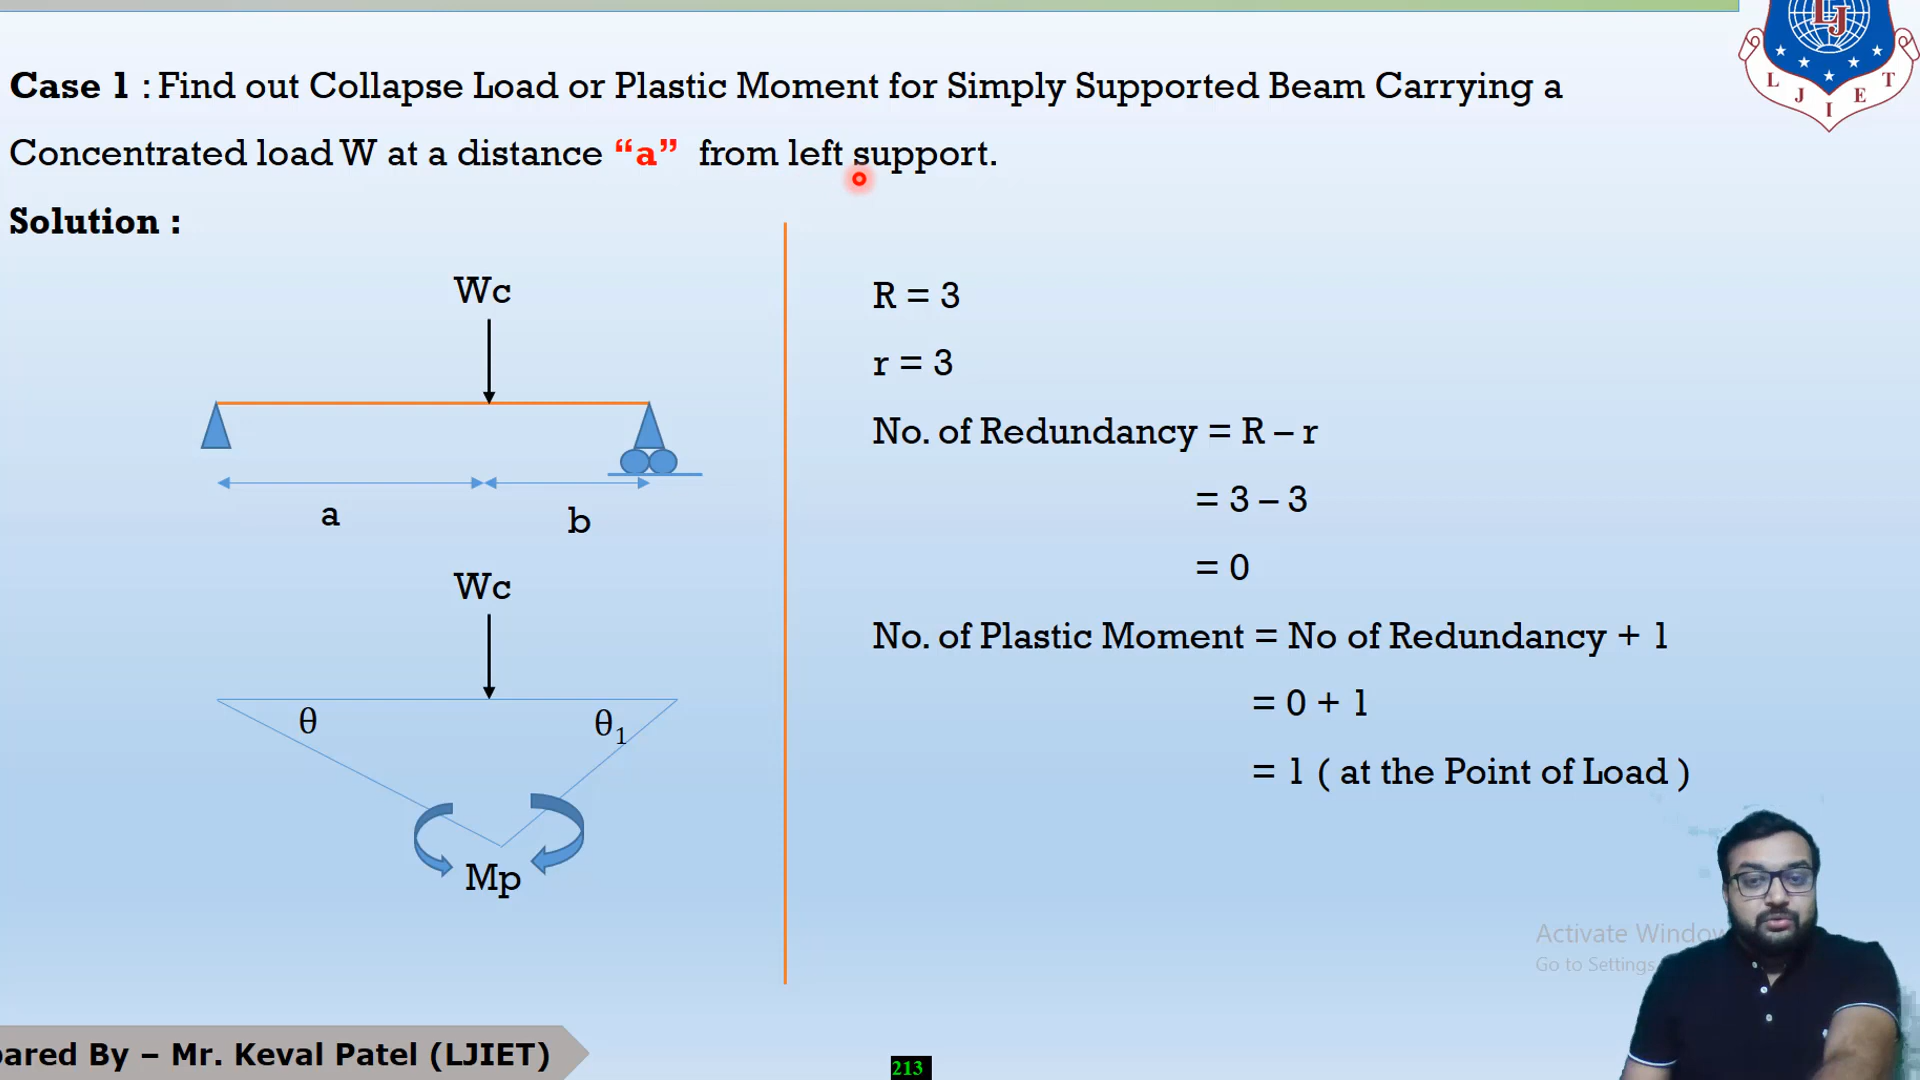 LJ
L J I E T
Case 1 : Find out Collapse Load or Plastic Moment for Simply Supported Beam Carrying a
Concentrated load W at a distance “a” from left support.
Solution :
Wc
a
b
Wc
θ
θ₁
Mp
R = 3
r = 3
No. of Redundancy = R – r
= 3 – 3
= 0
No. of Plastic Moment = No of Redundancy + 1
= 0 + 1
= 1 ( at the Point of Load )
Activate Window
Go to Settings
pared By – Mr. Keval Patel (LJIET)
213